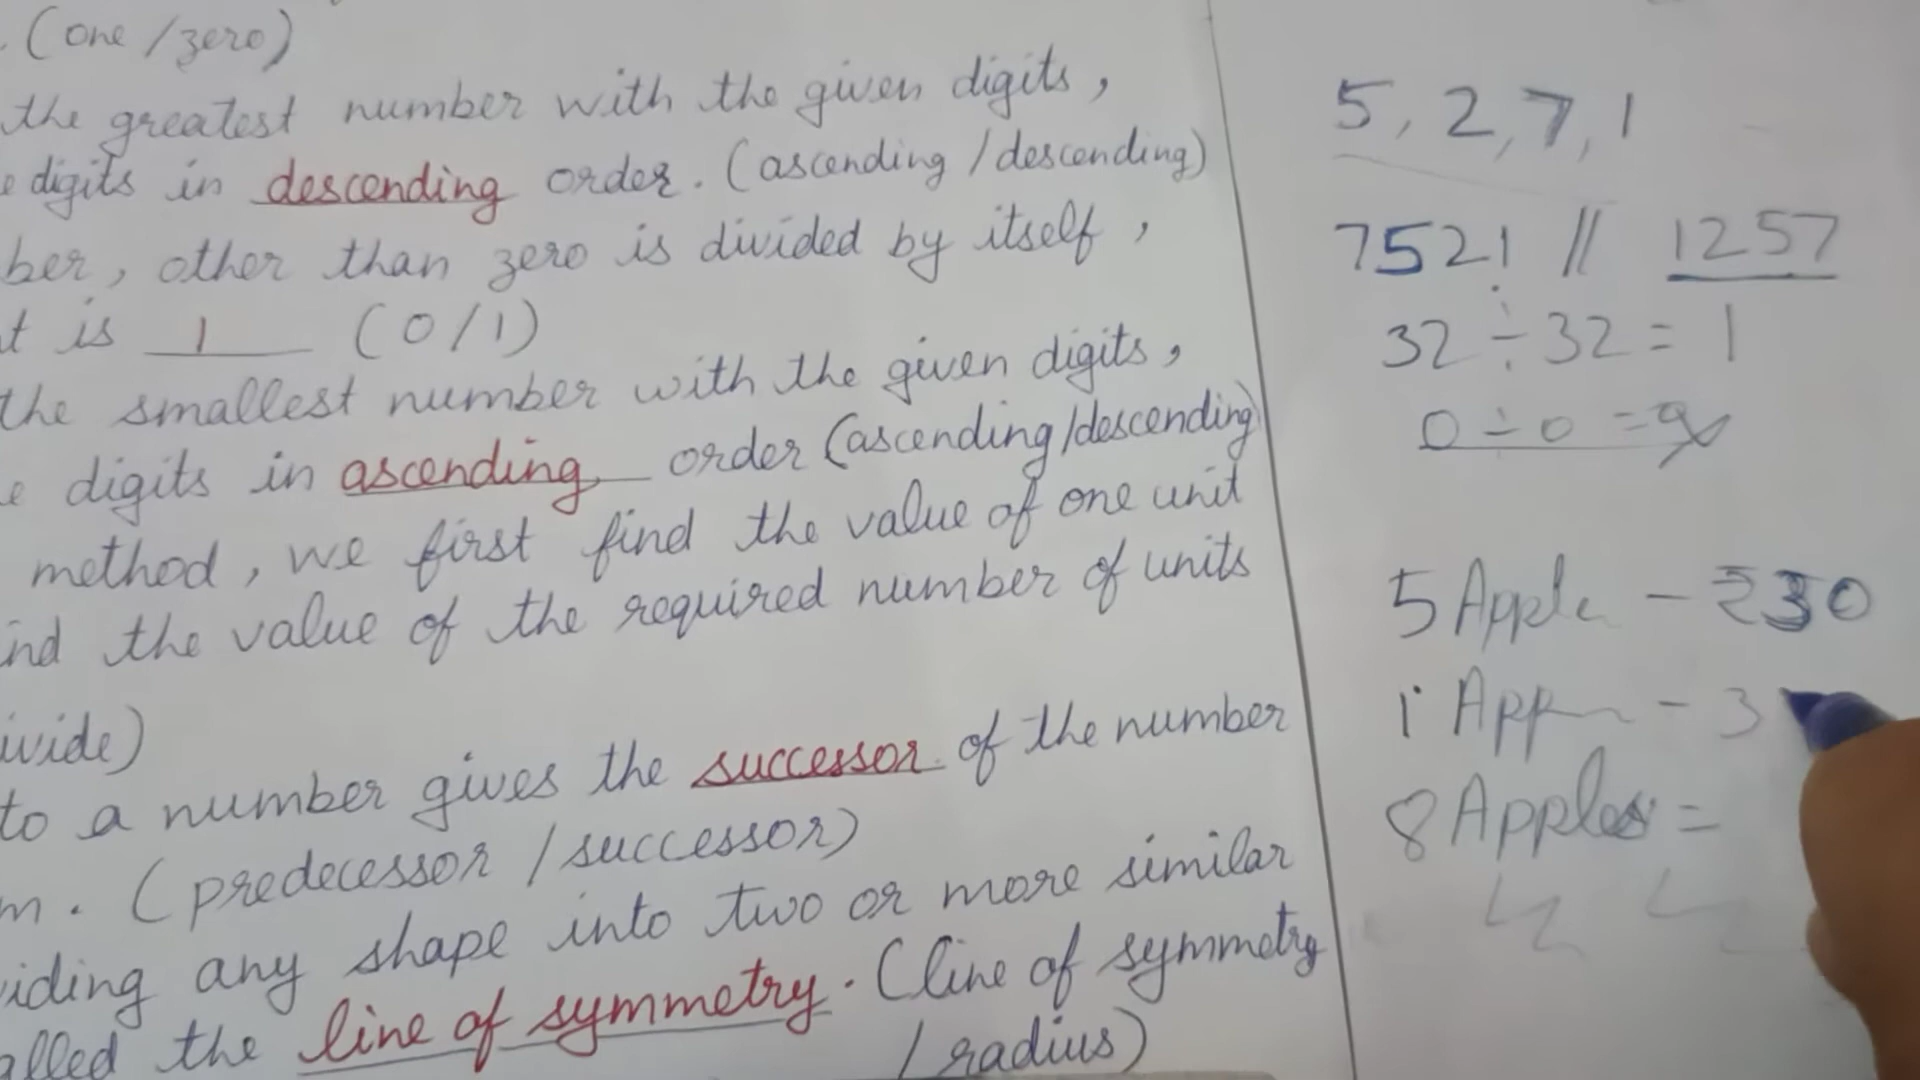 . (one/zero)
the greatest number with the given digits,
e digits in descending order. (ascending/descending)
ber, other than zero is divided by itself,
t is 1 (0/1)
the smallest number with the given digits,
e digits in ascending order (ascending/descending)
method, we first find the value of one unit
nd the value of the required number of units
ivide)
to a number gives the successor of the number
m. (predecessor/successor)
iding any shape into two or more similar
alled the line of symmetry. (line of symmetry
/radius)
5, 2, 7, 1
7521 // 1257
32 ÷ 32 = 1
0 ÷ 0 =
5 Apple - ₹30
1 App - 3
8 Apples =